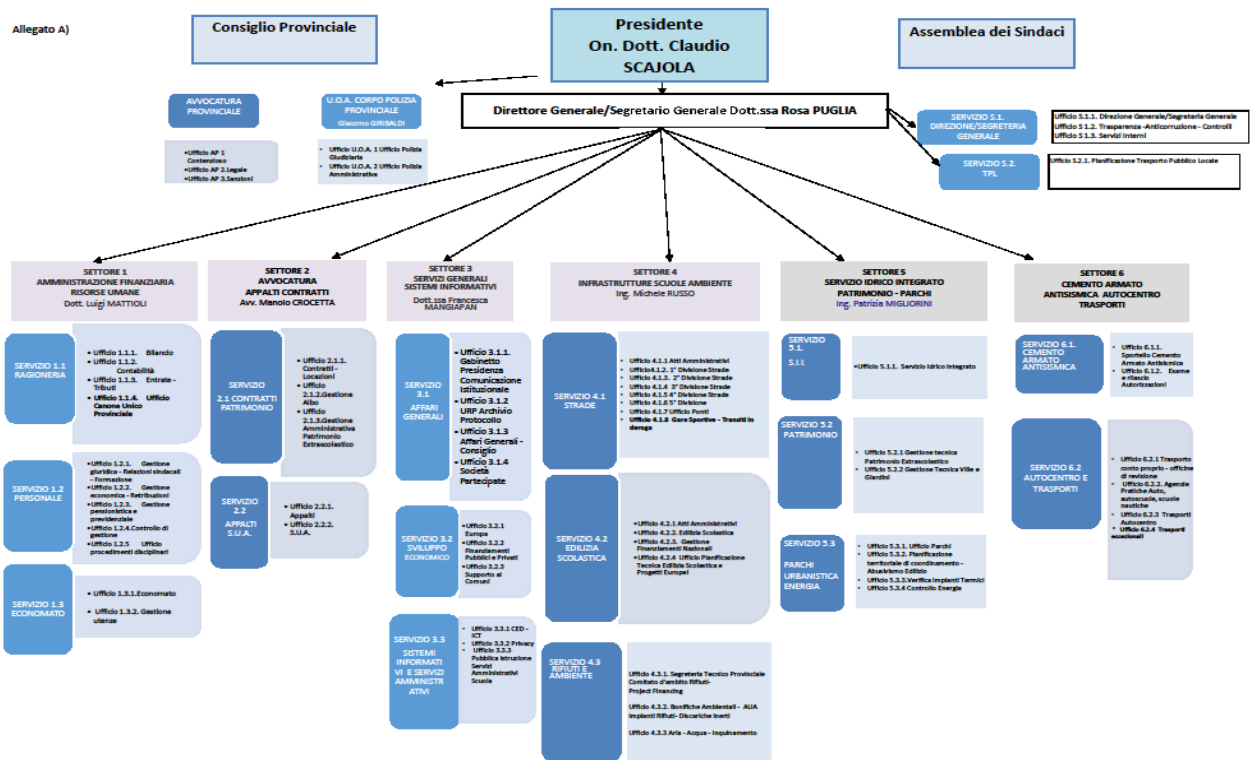 Allegato A)
Consiglio Provinciale
Presidente
On. Dott. Claudio
SCAJOLA
Assemblea dei Sindaci
AVVOCATURA
PROVINCIALE
U.O.A. CORPO POLIZIA
PROVINCIALE
Giacomo GIRIBALDI
Direttore Generale/Segretario Generale Dott.ssa Rosa PUGLIA
SERVIZIO S.1.
DIREZIONE/SEGRETERIA
GENERALE
Ufficio S.1.1. Direzione Generale/Segreteria Generale
Ufficio S 1.2. Trasparenza -Anticorruzione - Controlli
Ufficio S 1.3. Servizi Interni
SERVIZIO S.2.
TPL
Ufficio S.2.1. Pianificazione Trasporto Pubblico Locale
•Ufficio AP 1
Contenzioso
•Ufficio AP 2.Legale
•Ufficio AP 3.Sanzioni
• Ufficio U.O.A. 1 Ufficio Polizia
Giudiziaria
• Ufficio U.O.A. 2 Ufficio Polizia
Amministrativa
SETTORE 1
AMMINISTRAZIONE FINANZIARIA
RISORSE UMANE
Dott. Luigi MATTIOLI
SERVIZIO 1.1
RAGIONERIA
• Ufficio 1.1.1. Bilancio
• Ufficio 1.1.2.
Contabilità
• Ufficio 1.1.3. Entrate -
Tributi
• Ufficio 1.1.4. Ufficio
Canone Unico
Provinciale
SERVIZIO 1.2
PERSONALE
• Ufficio 1.2.1. Gestione
giuridica - Relazioni sindacali
- Formazione
• Ufficio 1.2.2. Gestione
economica - Retribuzioni
• Ufficio 1.2.3. Gestione
pensionistica e
previdenziale
• Ufficio 1.2.4.Controllo di
gestione
• Ufficio 1.2.5 Ufficio
procedimenti disciplinari
SERVIZIO 1.3
ECONOMATO
• Ufficio 1.3.1.Economato
• Ufficio 1.3.2. Gestione
utenze
SETTORE 2
AVVOCATURA
APPALTI CONTRATTI
Avv. Manolo CROCETTA
SERVIZIO
2.1 CONTRATTI
PATRIMONIO
• Ufficio 2.1.1.
Contratti -
Locazioni
• Ufficio
2.1.2.Gestione
Albo
• Ufficio
2.1.3.Gestione
Amministrativa
Patrimonio
Extrascolastico
SERVIZIO
2.2
APPALTI
S.U.A.
• Ufficio 2.2.1.
Appalti
• Ufficio 2.2.2.
S.U.A.
SETTORE 3
SERVIZI GENERALI
SISTEMI INFORMATIVI
Dott.ssa Francesca
MANGIAPAN
SERVIZIO
3.1
AFFARI
GENERALI
• Ufficio 3.1.1.
Gabinetto
Presidenza
Comunicazione
Istituzionale
• Ufficio 3.1.2
URP Archivio
Protocollo
• Ufficio 3.1.3
Affari Generali -
Consiglio
• Ufficio 3.1.4
Società
Partecipate
SERVIZIO 3.2
SVILUPPO
ECONOMICO
•Ufficio 3.2.1
Europa
•Ufficio 3.2.2
Finanziamenti
Pubblici e Privati
•Ufficio 3.2.3
Supporto ai
Comuni
SERVIZIO 3.3
SISTEMI
INFORMATI
VI E SERVIZI
AMMINISTR
ATIVI
• Ufficio 3.3.1 CED -
ICT
• Ufficio 3.3.2 Privacy
• Ufficio 3.3.3
Pubblica Istruzione
Servizi
Amministrativi
Scuola
SETTORE 4
INFRASTRUTTURE SCUOLE AMBIENTE
Ing. Michele RUSSO
SERVIZIO 4.1
STRADE
• Ufficio 4.1.1 Atti Amministrativi
• Ufficio4.1.2. 1° Divisione Strade
• Ufficio 4.1.3. 2° Divisione Strade
• Ufficio 4.1.4 3° Divisione Strade
• Ufficio 4.1.5 4° Divisione Strade
• Ufficio 4.1.6 5° Divisione
• Ufficio 4.1.7 Ufficio Ponti
• Ufficio 4.1.8 Gare Sportive - Transiti in
deroga
SERVIZIO 4.2
EDILIZIA
SCOLASTICA
• Ufficio 4.2.1 Atti Amministrativi
• Ufficio 4.2.2. Edilizia Scolastica
• Ufficio 4.2.3. Gestione
Finanziamenti Nazionali
• Ufficio 4.2.4 Ufficio Pianificazione
Tecnica Edilizia Scolastica e
Progetti Europei
SERVIZIO 4.3
RIFIUTI E
AMBIENTE
Ufficio 4.3.1. Segreteria Tecnico Provinciale
Comitato d'ambito Rifiuti-
Project Financing
Ufficio 4.3.2. Bonifiche Ambientali - AUA
Impianti Rifiuti- Discariche Inerti
Ufficio 4.3.3 Aria - Acqua - Inquinamento
SETTORE 5
SERVIZIO IDRICO INTEGRATO
PATRIMONIO - PARCHI
Ing. Patrizia MIGLIORINI
SERVIZIO
5.1.
S.I.I.
•Ufficio 5.1.1. Servizio Idrico Integrato
SERVIZIO 5.2
PATRIMONIO
• Ufficio 5.2.1 Gestione tecnica
Patrimonio Extrascolastico
• Ufficio 5.2.2 Gestione Tecnica Ville e
Giardini
SERVIZIO 5.3
PARCHI
URBANISTICA
ENERGIA
• Ufficio 5.3.1. Ufficio Parchi
• Ufficio 5.3.2. Pianificazione
territoriale di coordinamento -
Abusivismo Edilizio
• Ufficio 5.3.3.Verifica Impianti Termici
• Ufficio 5.3.4 Controllo Energia
SETTORE 6
CEMENTO ARMATO
ANTISISMICA AUTOCENTRO
TRASPORTI
SERVIZIO 6.1.
CEMENTO
ARMATO
ANTISISMICA
• Ufficio 6.1.1.
Sportello Cemento
Armato Antisismica
• Ufficio 6.1.2. Esame
e rilascio
Autorizzazioni
SERVIZIO 6.2
AUTOCENTRO E
TRASPORTI
• Ufficio 6.2.1 Trasporto
conto proprio - officine
di revisione
• Ufficio 6.2.2. Agenzie
Pratiche Auto,
autoscuole, scuole
nautiche
• Ufficio 6.2.3 Trasporti
Autocentro
• Ufficio 6.2.4 Trasporti
eccezionali